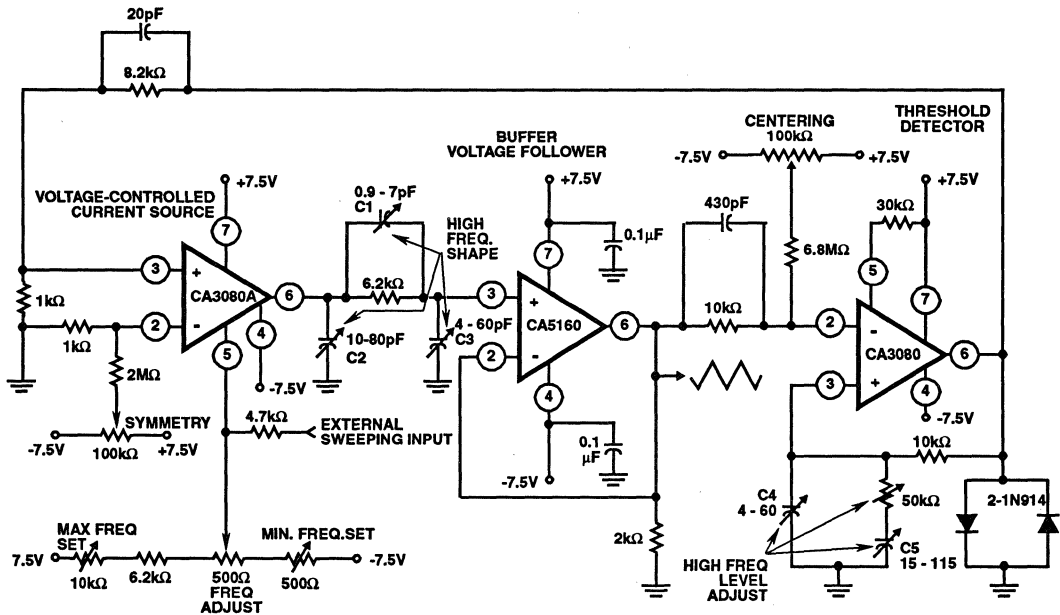 20pF
8.2kΩ
THRESHOLD
DETECTOR
CENTERING
100kΩ
-7.5V
+7.5V
BUFFER
VOLTAGE FOLLOWER
+7.5V
VOLTAGE-CONTROLLED
CURRENT SOURCE
+7.5V
0.9 - 7pF
C1
HIGH
FREQ.
SHAPE
0.1µF
430pF
6.8MΩ
30kΩ
+7.5V
7
3
+
CA3080A
6
1kΩ
2
-
1kΩ
5
4
-7.5V
6.2kΩ
10-80pF
C2
4 - 60pF
C3
7
3
+
CA5160
6
2
-
4
10kΩ
5
7
2
-
CA3080
6
3
+
4
-7.5V
2MΩ
SYMMETRY
-7.5V
100kΩ
+7.5V
4.7kΩ
EXTERNAL
SWEEPING INPUT
0.1
µF
-7.5V
10kΩ
C4
4 - 60
50kΩ
C5
15 - 115
2-1N914
HIGH FREQ
LEVEL
ADJUST
2kΩ
MAX FREQ
SET
MIN. FREQ.SET
7.5V
10kΩ
6.2kΩ
500Ω
FREQ
ADJUST
500Ω
-7.5V